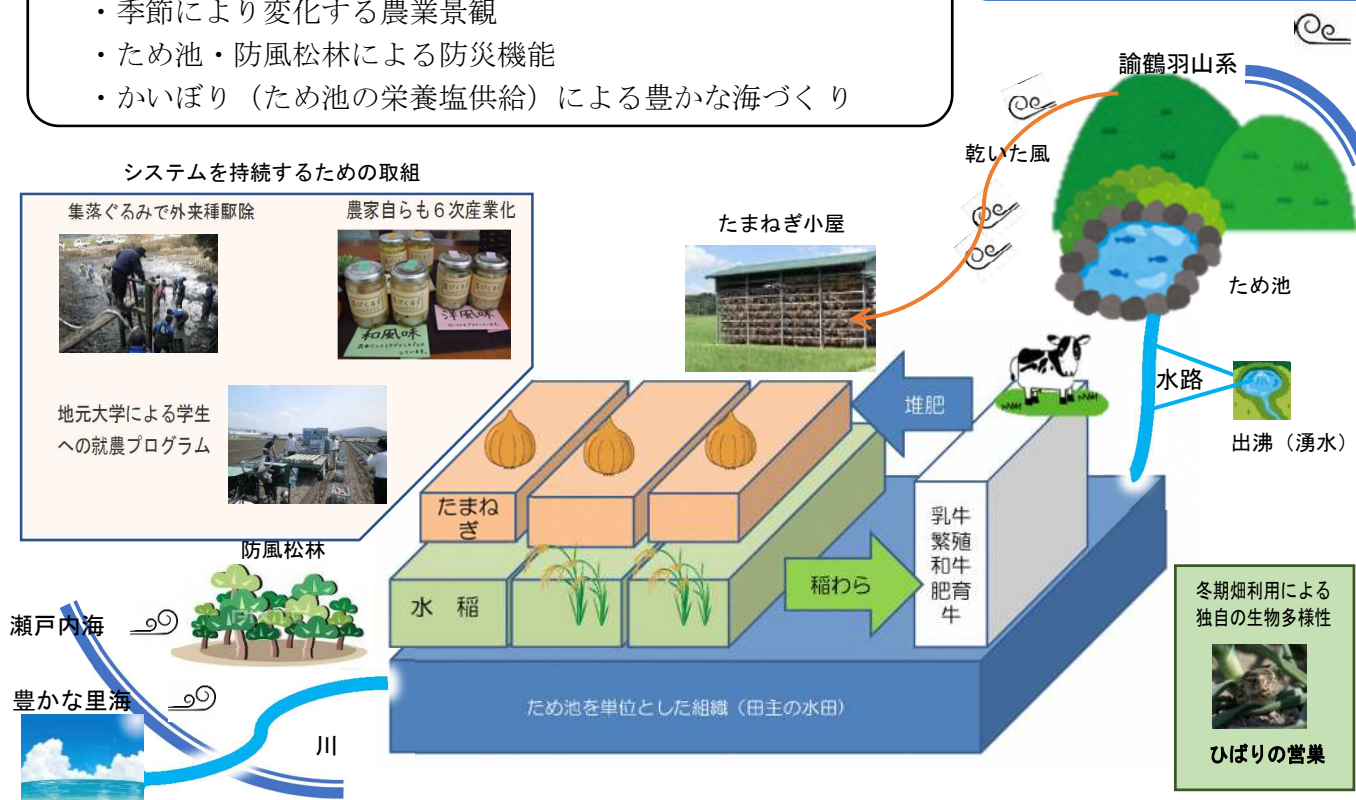 ・季節により変化する農業景観
・ため池・防風松林による防災機能
・かいぼり（ため池の栄養塩供給）による豊かな海づくり
諭鶴羽山系
乾いた風
システムを持続するための取組
集落ぐるみで外来種駆除
農家自らも６次産業化
和風味
洋風味
たまねぎ小屋
ため池
水路
出沸（湧水）
地元大学による学生
への就農プログラム
堆肥
たまね
ぎ
水 稲
稲わら
乳牛
繁殖
和牛
肥育
牛
防風松林
瀬戸内海
豊かな里海
川
ため池を単位とした組織（田主の水田）
冬期畑利用による
独自の生物多様性
ひばりの営巣